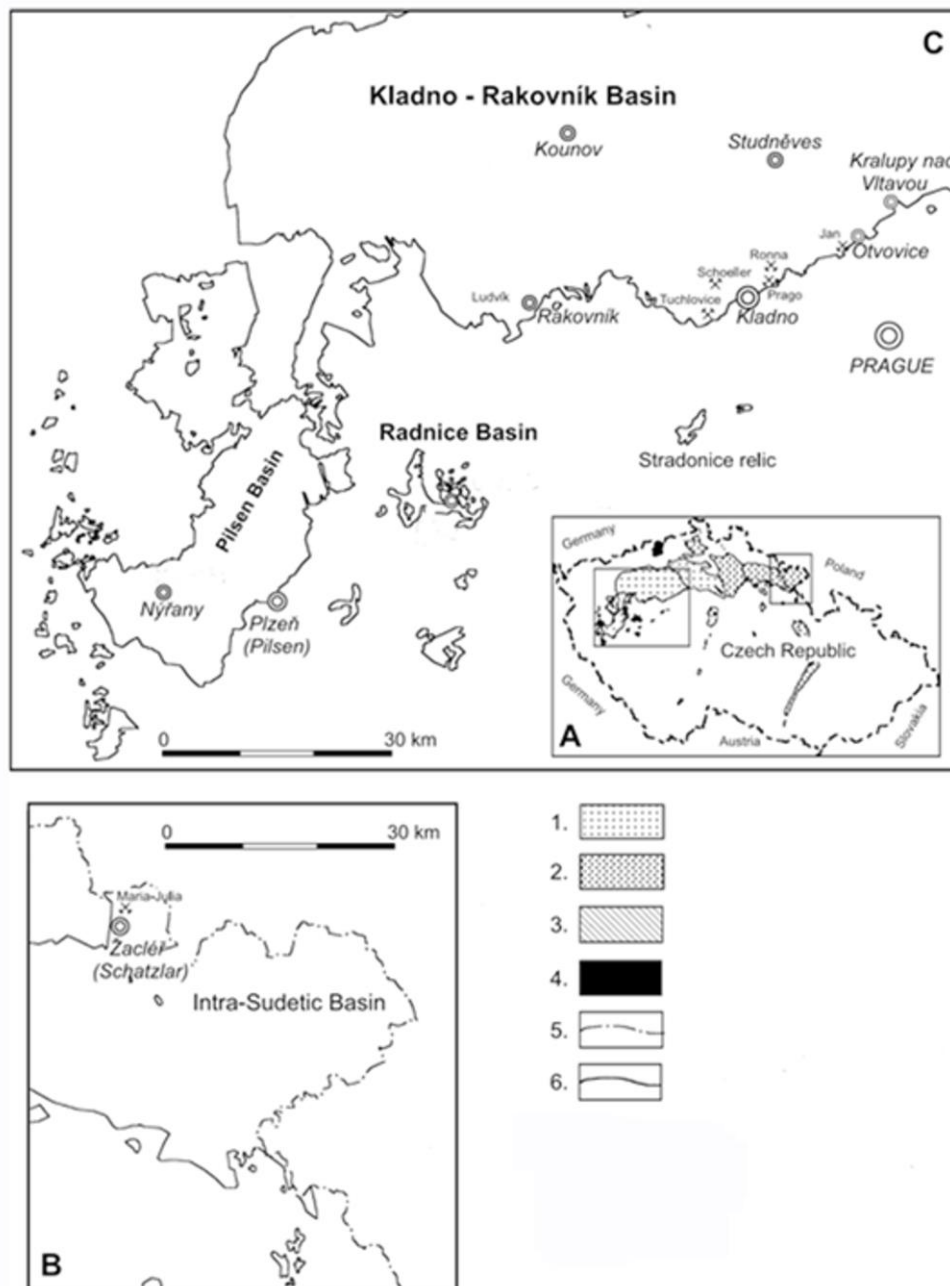 C
Kladno - Rakovník Basin
Kounov
Studněves
Kralupy nad
Vltavou
Jan
Otvovice
Ronna
Schoeller
Ludvík
Tuchlovice
Prago
Rakovník
Kladno
PRAGUE
Radnice Basin
Stradonice relic
Pilsen Basin
Nýřany
Plzeň
(Pilsen)
0 30 km
Germany
Poland
Czech Republic
Germany
Austria
Slovakia
A
0 30 km
Maria-Julia
Žacléř
(Schatzlar)
Intra-Sudetic Basin
B
1.
2.
3.
4.
5.
6.